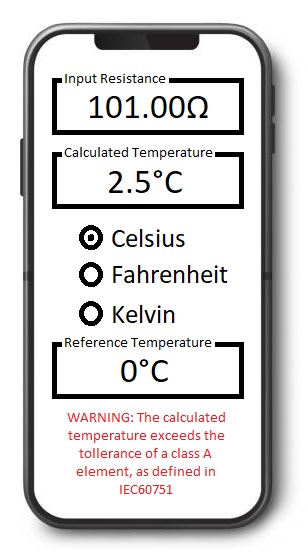 Input Resistance
101.00Ω
Calculated Temperature
2.5°C
Celsius
Fahrenheit
Kelvin
Reference Temperature
0°C
WARNING: The calculated
temperature exceeds the
tollerance of a class A
element, as defined in
IEC60751